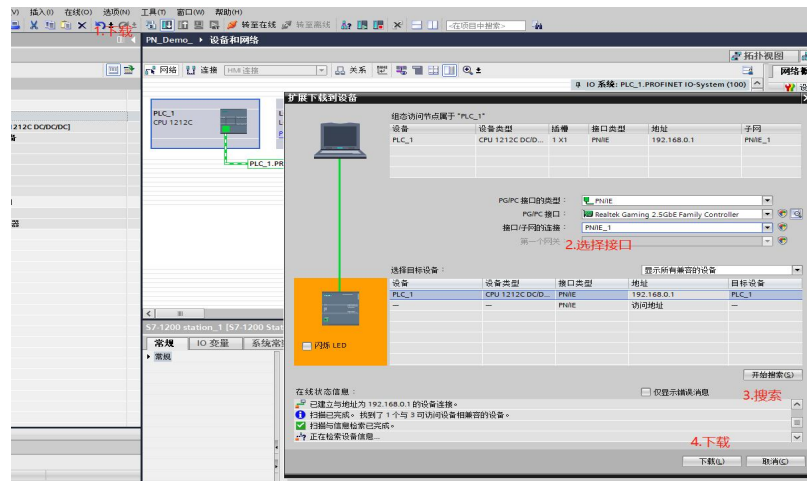 V) 插入(I) 在线(O) 选项(N) 工具(T) 窗口(W) 帮助(H)
转至在线 转至离线 <在项目中搜索>
1.下载
PN_Demo_ ▸ 设备和网络
拓扑视图
网络 连接 HMI 连接 关系 网络
IO 系统: PLC_1.PROFINET IO-System (100)
扩展下载到设备
组态访问节点属于 "PLC_1"
设备 设备类型 插槽 接口类型 地址 子网
PLC_1 CPU 1212C DC/D... 1 X1 PN/IE 192.168.0.1 PN/IE_1
PLC_1
CPU 1212C
212C DC/DC/DC]
PLC_1.PR
PG/PC 接口的类型： PN/IE
PG/PC 接口： Realtek Gaming 2.5GbE Family Controller
接口/子网的连接： PN/IE_1
第一个网关
2.选择接口
选择目标设备： 显示所有兼容的设备
设备 设备类型 接口类型 地址 目标设备
PLC_1 CPU 1212C DC/D... PN/IE 192.168.0.1 PLC_1
— — PN/IE 访问地址 —
器
S7-1200 station_1 [S7-1200 Stat
常规 IO 变量 系统常
常规
闪烁 LED
开始搜索(S)
3.搜索
在线状态信息： 仅显示错误消息
已建立与地址为 192.168.0.1 的设备连接。
扫描已完成。找到了 1 个与 3 可访问设备相兼容的设备。
扫描与信息检索已完成。
正在检索设备信息...
4.下载
下载(L) 取消(C)